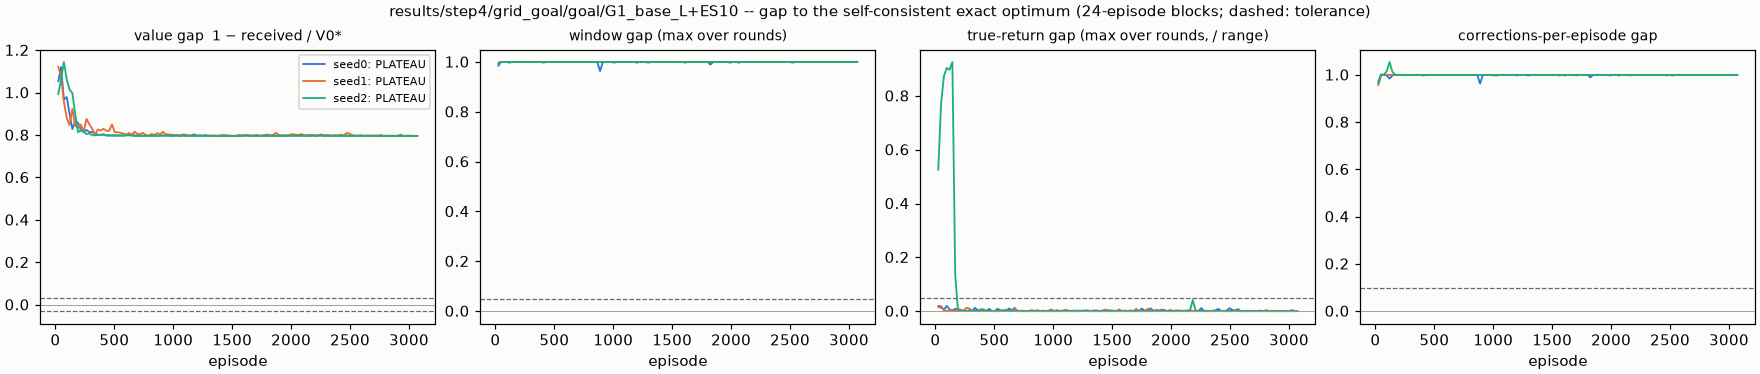 results/step4/grid_goal/goal/G1_base_L+ES10 -- gap to the self-consistent exact optimum (24-episode blocks; dashed: tolerance)
value gap 1 − received / V0*
1.2
1.0
0.8
0.6
0.4
0.2
0.0
seed0: PLATEAU
seed1: PLATEAU
seed2: PLATEAU
0 500 1000 1500 2000 2500 3000
episode
window gap (max over rounds)
1.0
0.8
0.6
0.4
0.2
0.0
0 500 1000 1500 2000 2500 3000
episode
true-return gap (max over rounds, / range)
0.8
0.6
0.4
0.2
0.0
0 500 1000 1500 2000 2500 3000
episode
corrections-per-episode gap
1.0
0.8
0.6
0.4
0.2
0.0
0 500 1000 1500 2000 2500 3000
episode